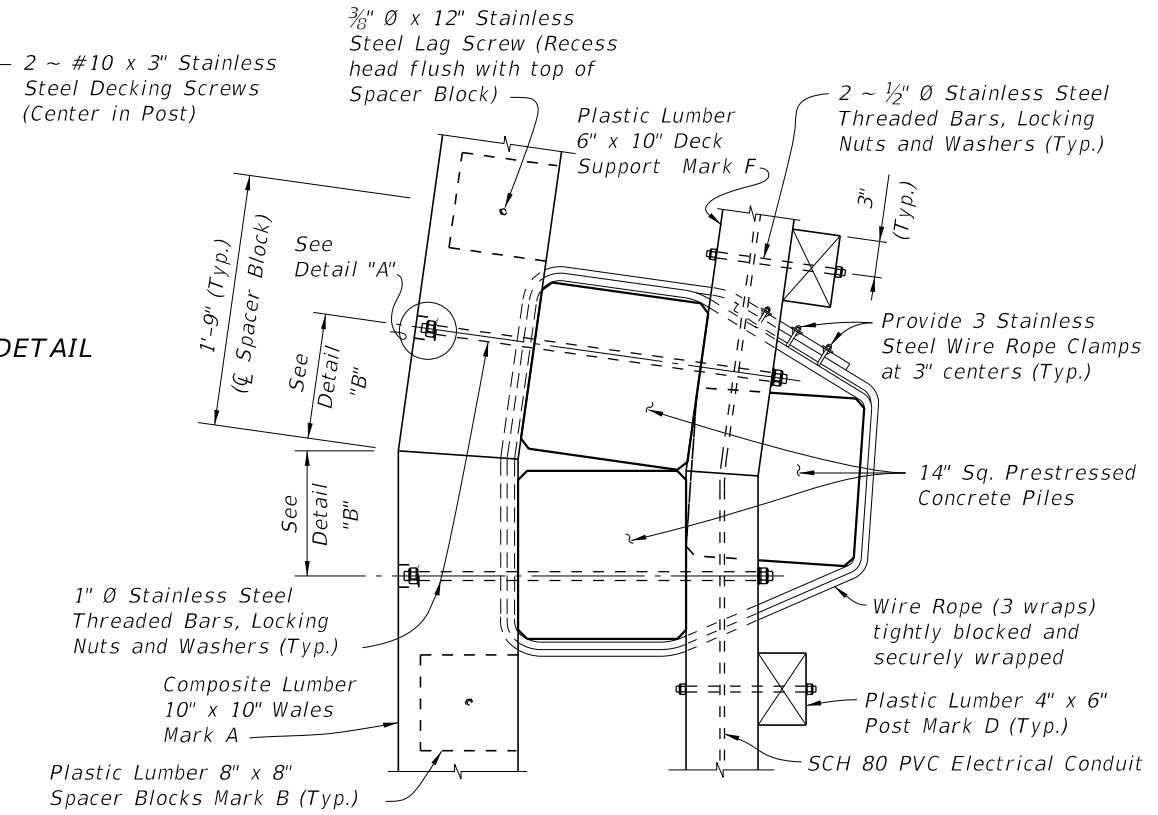 2 ~ #10 x 3" Stainless
Steel Decking Screws
(Center in Post)
⅜" Ø x 12" Stainless
Steel Lag Screw (Recess
head flush with top of
Spacer Block)
Plastic Lumber
6" x 10" Deck
Support Mark F
2 ~ ½" Ø Stainless Steel
Threaded Bars, Locking
Nuts and Washers (Typ.)
3"
(Typ.)
1'-9" (Typ.)
(℄ Spacer Block)
See
Detail "A"
See
Detail
"B"
DETAIL
Provide 3 Stainless
Steel Wire Rope Clamps
at 3" centers (Typ.)
14" Sq. Prestressed
Concrete Piles
See
Detail
"B"
1" Ø Stainless Steel
Threaded Bars, Locking
Nuts and Washers (Typ.)
Wire Rope (3 wraps)
tightly blocked and
securely wrapped
Composite Lumber
10" x 10" Wales
Mark A
Plastic Lumber 4" x 6"
Post Mark D (Typ.)
Plastic Lumber 8" x 8"
Spacer Blocks Mark B (Typ.)
SCH 80 PVC Electrical Conduit